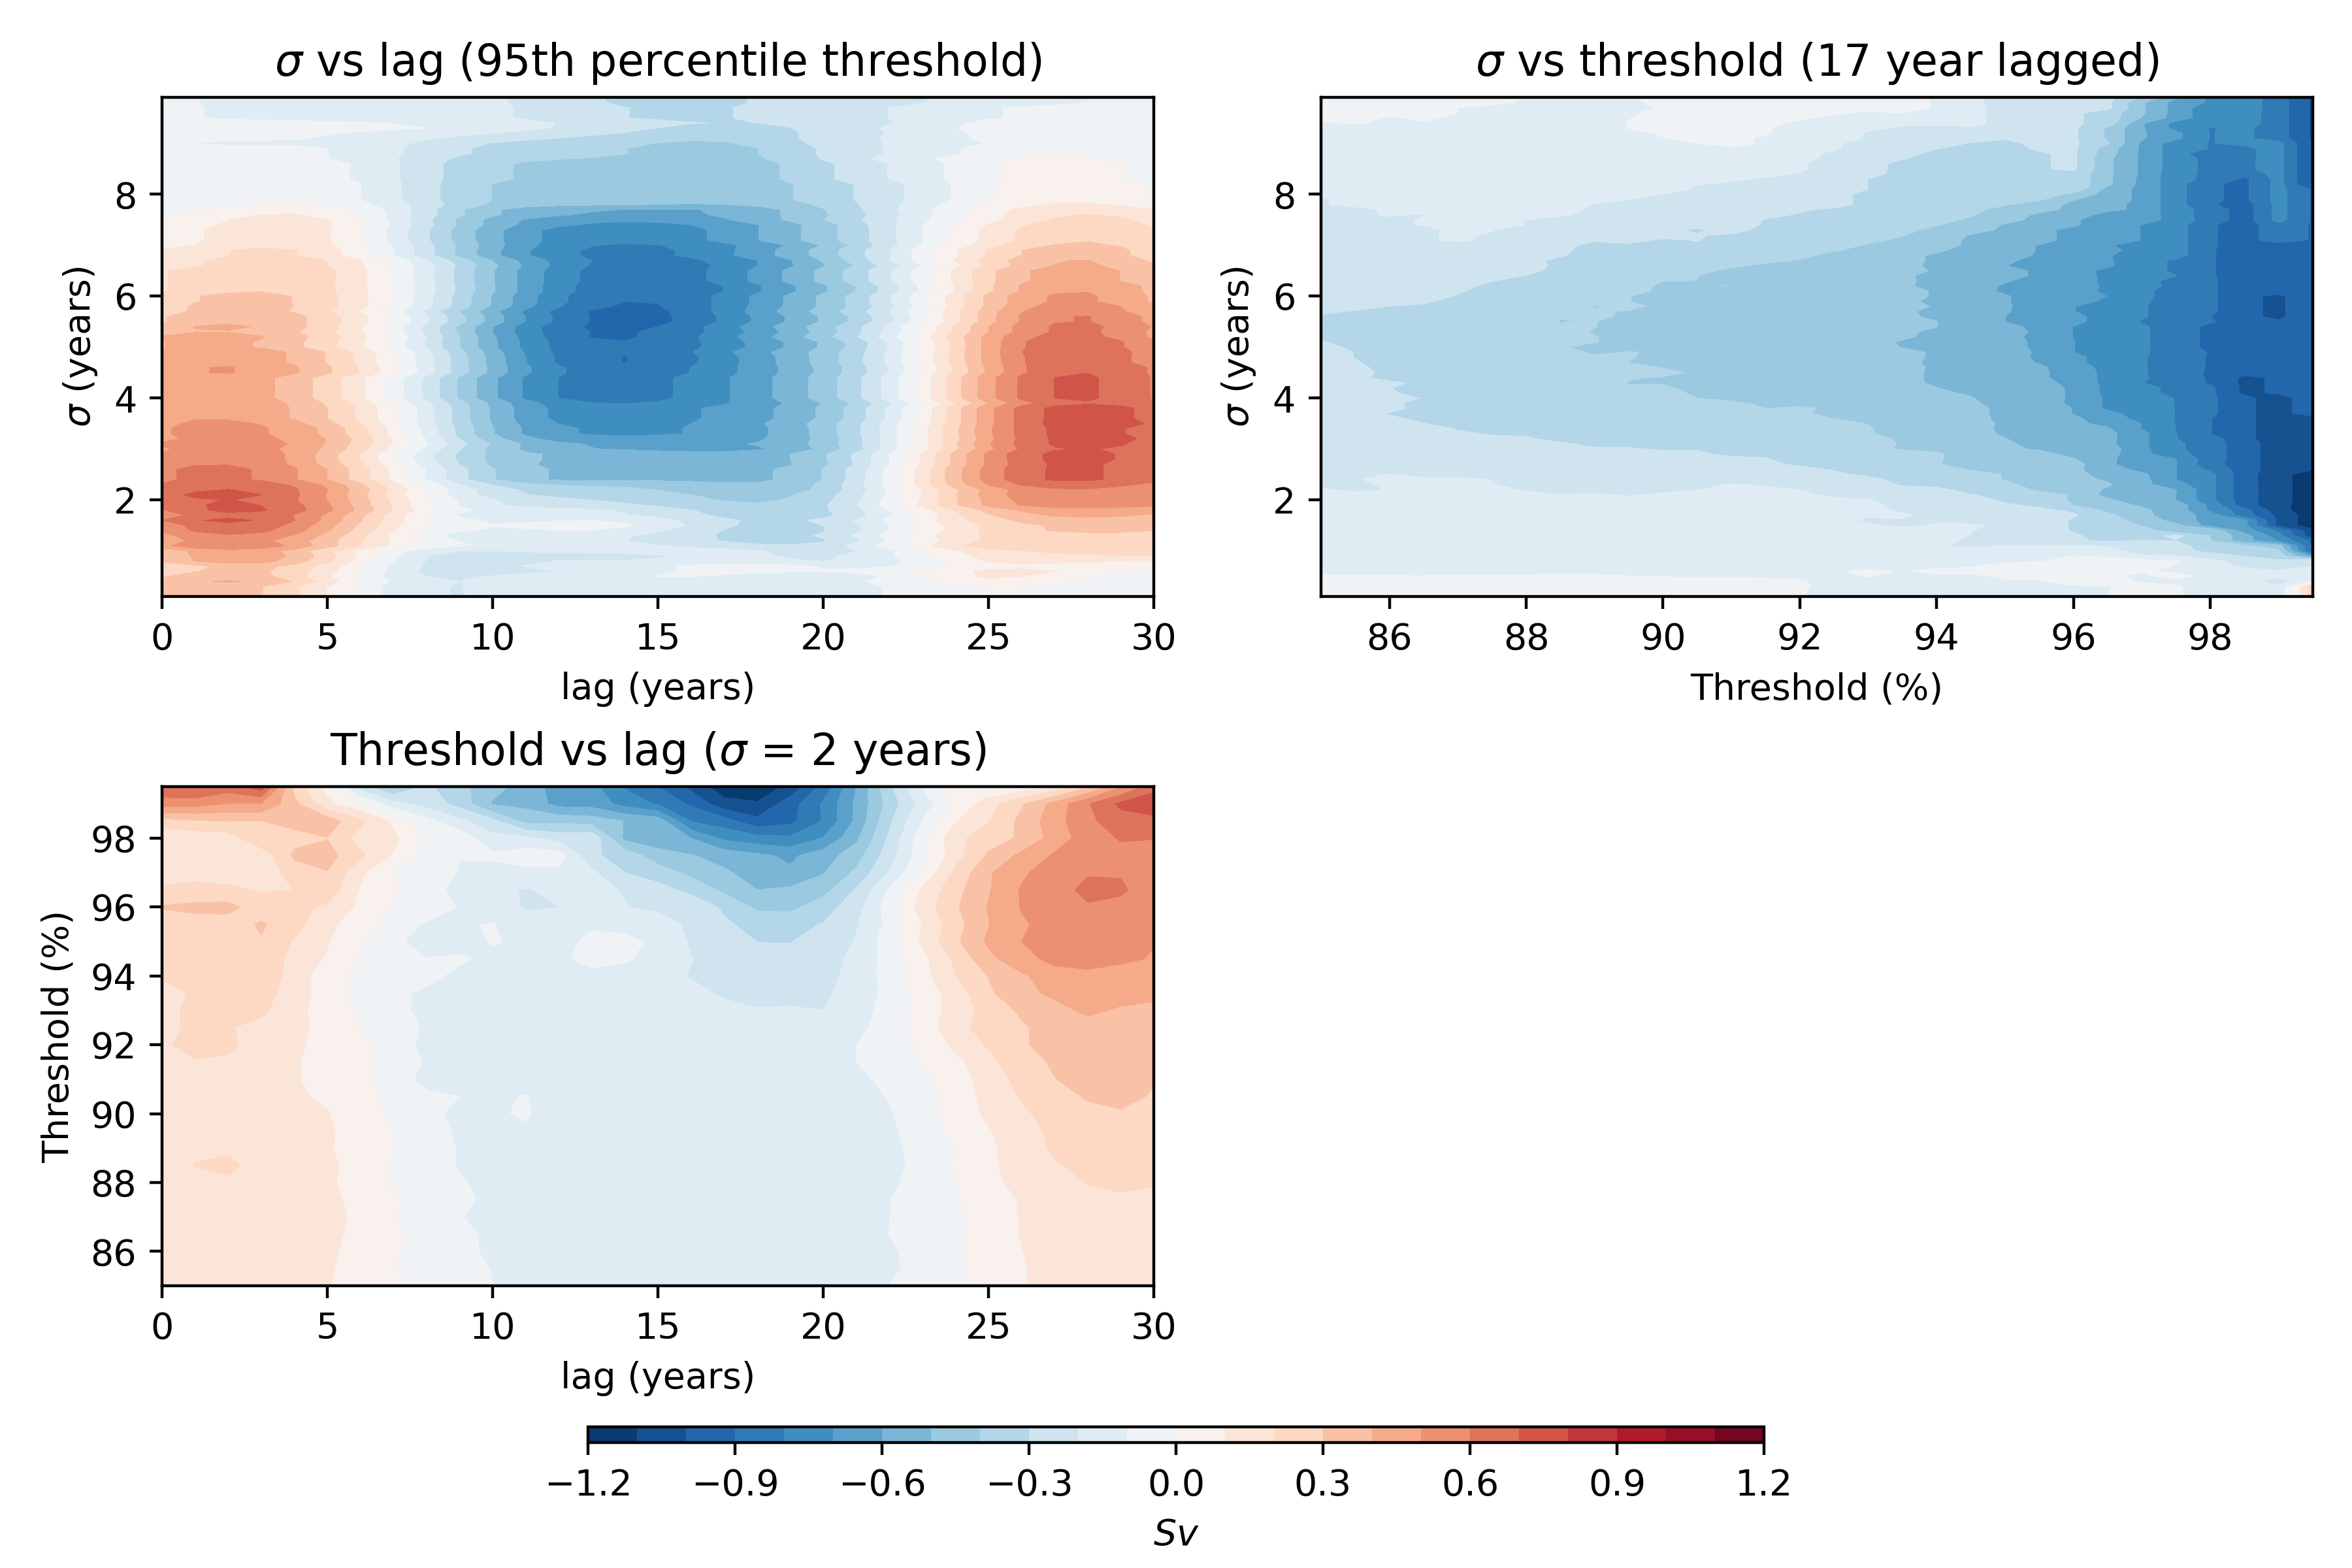 σ vs lag (95th percentile threshold)
8
6
4
2
σ (years)
0 5 10 15 20 25 30
lag (years)
σ vs threshold (17 year lagged)
8
6
4
2
σ (years)
86 88 90 92 94 96 98
Threshold (%)
Threshold vs lag (σ = 2 years)
98
96
94
92
90
88
86
Threshold (%)
0 5 10 15 20 25 30
lag (years)
−1.2 −0.9 −0.6 −0.3 0.0 0.3 0.6 0.9 1.2
Sv